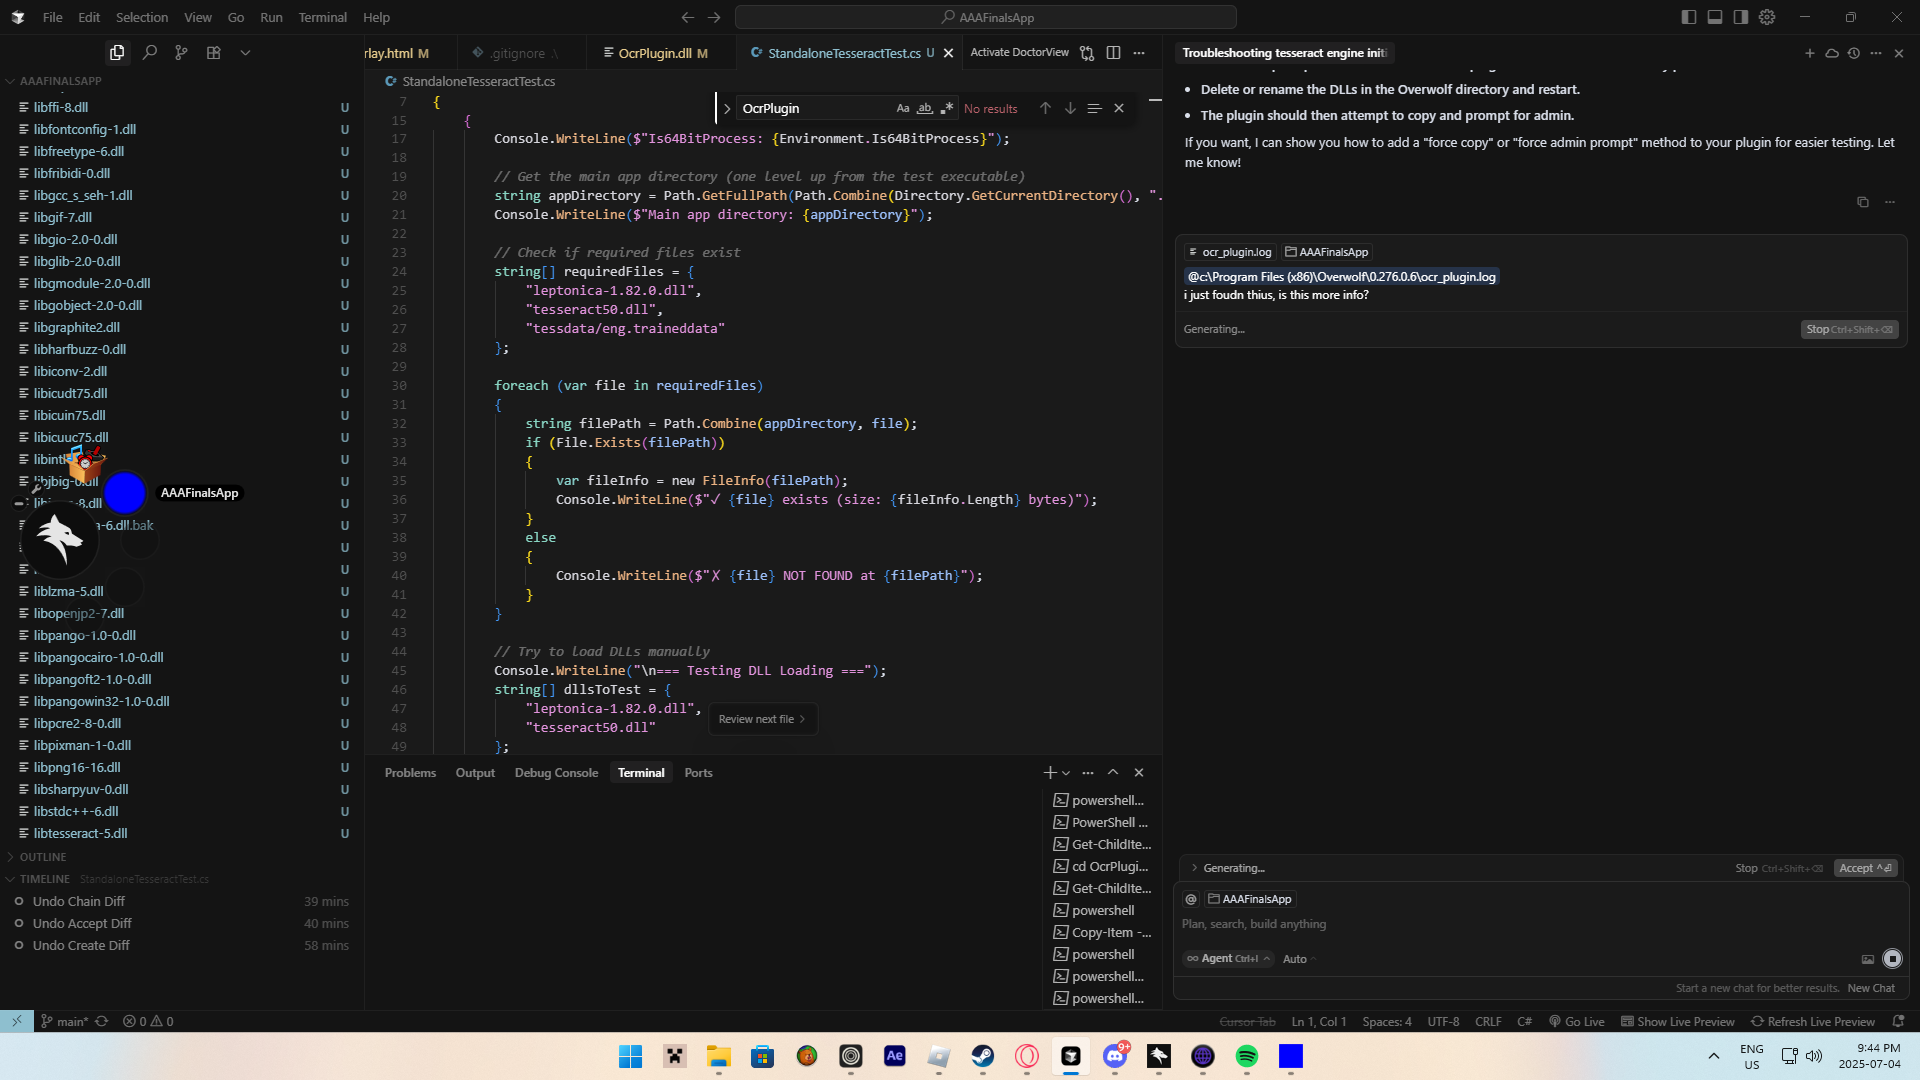 File Edit Selection View Go Run Terminal Help
AAAFinalsApp
AAAFINALSAPP
libffi-8.dll U
libfontconfig-1.dll U
libfreetype-6.dll U
libfribidi-0.dll U
libgcc_s_seh-1.dll U
libgif-7.dll U
libgio-2.0-0.dll U
libglib-2.0-0.dll U
libgmodule-2.0-0.dll U
libgobject-2.0-0.dll U
libgraphite2.dll U
libharfbuzz-0.dll U
libiconv-2.dll U
libicudt75.dll U
libicuin75.dll U
libicuuc75.dll U
U
libjbig-0.dll U
-8.dll U
-6.dll.bak U
U
U
liblzma-5.dll U
libopenjp2-7.dll U
libpango-1.0-0.dll U
libpangocairo-1.0-0.dll U
libpangoft2-1.0-0.dll U
libpangowin32-1.0-0.dll U
libpcre2-8-0.dll U
libpixman-1-0.dll U
libpng16-16.dll U
libsharpyuv-0.dll U
libstdc++-6.dll U
libtesseract-5.dll U
AAAFinalsApp
OUTLINE
TIMELINE StandaloneTesseractTest.cs
Undo Chain Diff 39 mins
Undo Accept Diff 40 mins
Undo Create Diff 58 mins
rlay.html M .gitignore OcrPlugin.dll M StandaloneTesseractTest.cs U Activate DoctorView
StandaloneTesseractTest.cs
OcrPlugin Aa ab .* No results
7 {
15 {
17 Console.WriteLine($"Is64BitProcess: {Environment.Is64BitProcess}");
18
19 // Get the main app directory (one level up from the test executable)
20 string appDirectory = Path.GetFullPath(Path.Combine(Directory.GetCurrentDirectory(), ".
21 Console.WriteLine($"Main app directory: {appDirectory}");
22
23 // Check if required files exist
24 string[] requiredFiles = {
25 "leptonica-1.82.0.dll",
26 "tesseract50.dll",
27 "tessdata/eng.traineddata"
28 };
29
30 foreach (var file in requiredFiles)
31 {
32 string filePath = Path.Combine(appDirectory, file);
33 if (File.Exists(filePath))
34 {
35 var fileInfo = new FileInfo(filePath);
36 Console.WriteLine($"✓ {file} exists (size: {fileInfo.Length} bytes)");
37 }
38 else
39 {
40 Console.WriteLine($"✗ {file} NOT FOUND at {filePath}");
41 }
42 }
43
44 // Try to load DLLs manually
45 Console.WriteLine("\n=== Testing DLL Loading ===");
46 string[] dllsToTest = {
47 "leptonica-1.82.0.dll",
48 "tesseract50.dll"
49 };
Review next file
Problems Output Debug Console Terminal Ports
powershell...
PowerShell ...
Get-ChildIte...
cd OcrPlugi...
Get-ChildIte...
powershell
Copy-Item -...
powershell
powershell...
powershell...
Troubleshooting tesseract engine initi
• Delete or rename the DLLs in the Overwolf directory and restart.
• The plugin should then attempt to copy and prompt for admin.
If you want, I can show you how to add a "force copy" or "force admin prompt" method to your plugin for easier testing. Let
me know!
ocr_plugin.log AAAFinalsApp
@c:\Program Files (x86)\Overwolf\0.276.0.6\ocr_plugin.log
i just foudn thius, is this more info?
Generating... Stop Ctrl+Shift+⌫
Generating... Stop Ctrl+Shift+⌫ Accept ^⏎
@ AAAFinalsApp
Plan, search, build anything
∞ Agent Ctrl+I Auto
Start a new chat for better results. New Chat
main* 0 0 Cursor Tab Ln 1, Col 1 Spaces: 4 UTF-8 CRLF C# Go Live Show Live Preview Refresh Live Preview
Ae 9+
ENG
US
9:44 PM
2025-07-04